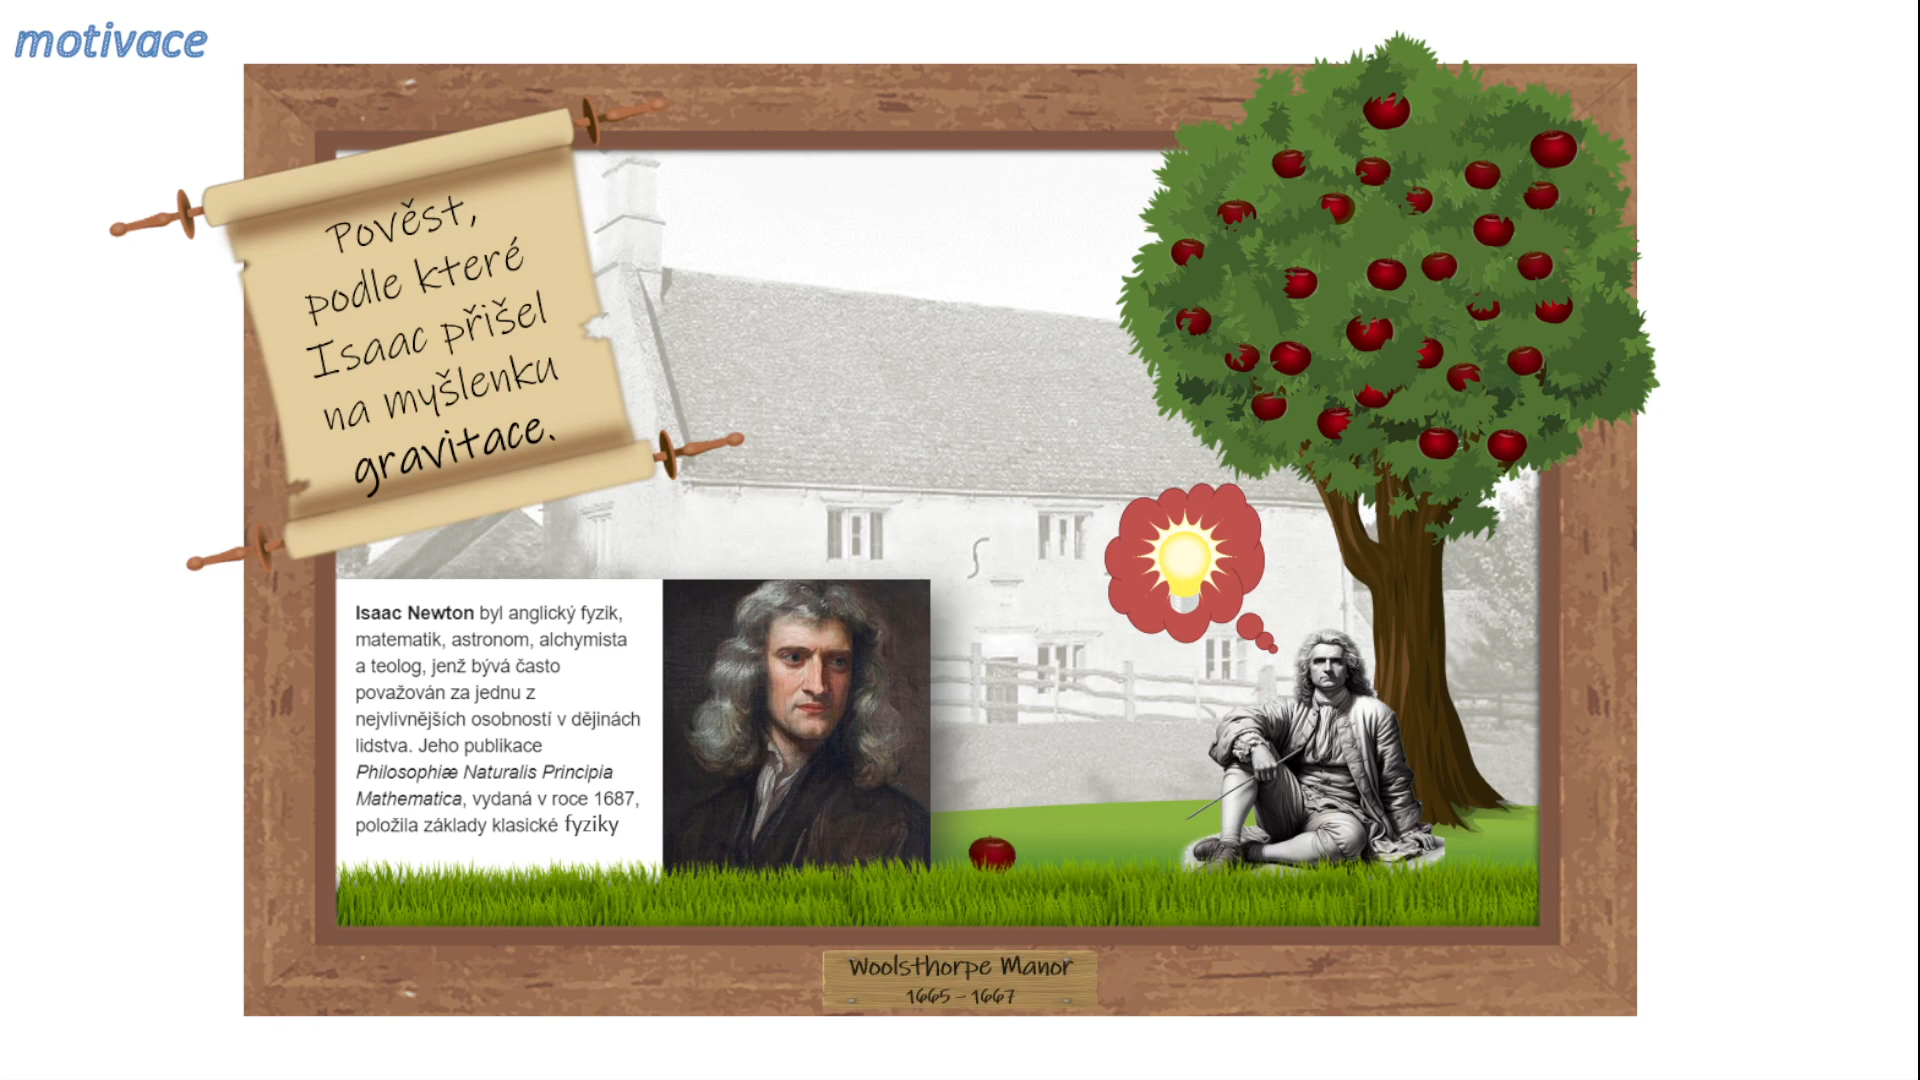 motivace
Pověst,
podle které
Isaac přišel
na myšlenku
gravitace.
Isaac Newton byl anglický fyzik,
matematik, astronom, alchymista
a teolog, jenž bývá často
považován za jednu z
nejvlivnějších osobností v dějinách
lidstva. Jeho publikace
Philosophiæ Naturalis Principia
Mathematica, vydaná v roce 1687,
položila základy klasické fyziky
Woolsthorpe Manor
1665 – 1667